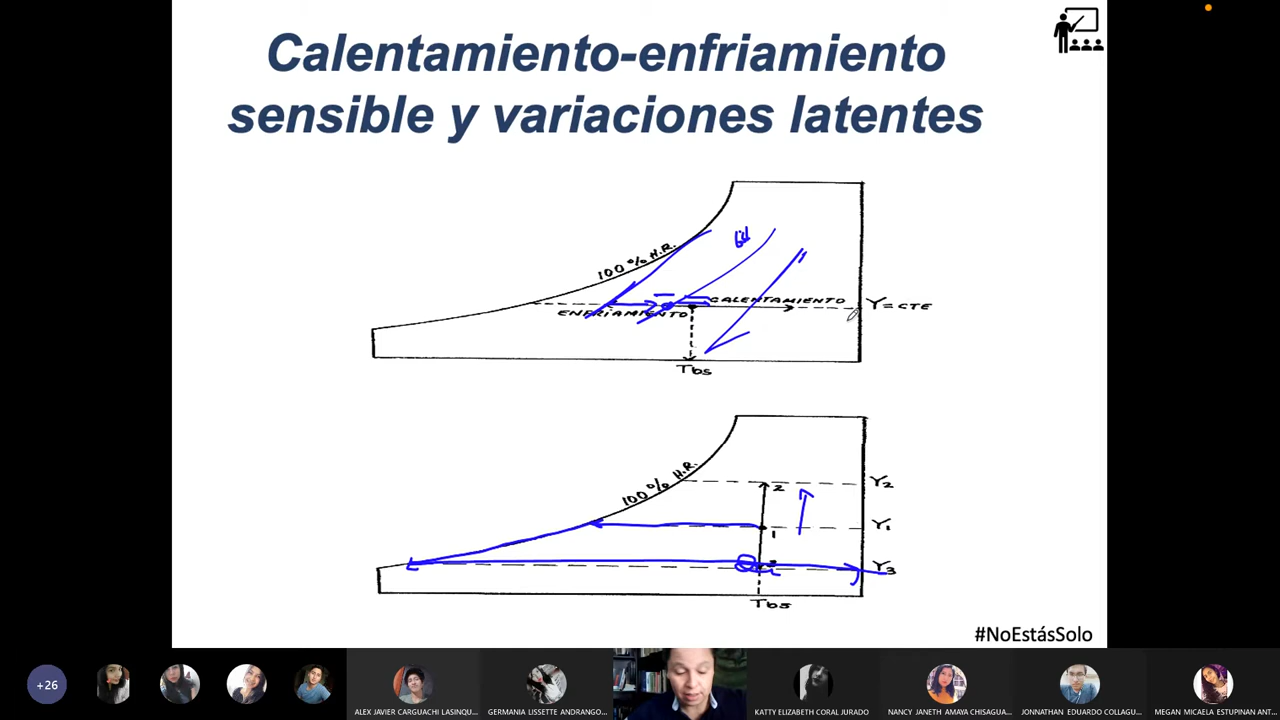 Calentamiento-enfriamiento
sensible y variaciones latentes
100% H.R.
CALENTAMIENTO
Y=CTE
ENFRIAMIENTO
Tbs
100% H.R.
2
Y2
1
Y1
3
Y3
Tbs
#NoEstásSolo
+26
ALEX JAVIER CARGUACHI LASINQU...
GERMANIA LISSETTE ANDRANGO...
KATTY ELIZABETH CORAL JURADO
NANCY JANETH AMAYA CHISAGUA...
JONNATHAN EDUARDO COLLAGU...
MEGAN MICAELA ESTUPINAN ANT...